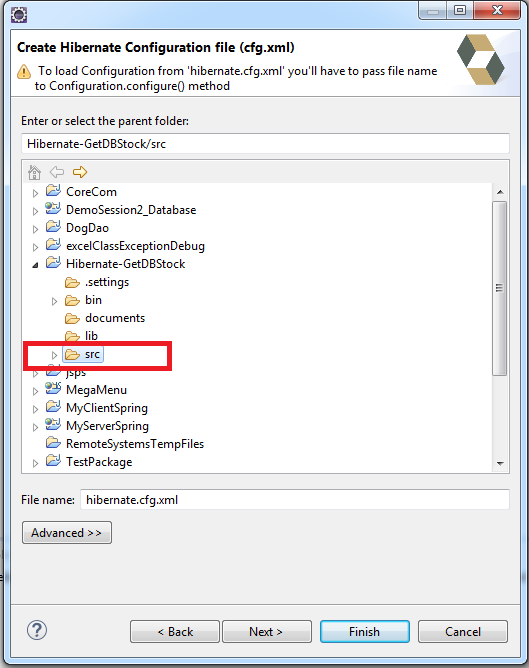 Create Hibernate Configuration file (cfg.xml)
To load Configuration from 'hibernate.cfg.xml' you'll have to pass file name
to Configuration.configure() method
Enter or select the parent folder:
Hibernate-GetDBStock/src
CoreCom
DemoSession2_Database
DogDao
excelClassExceptionDebug
Hibernate-GetDBStock
.settings
bin
documents
lib
src
jsps
MegaMenu
MyClientSpring
MyServerSpring
RemoteSystemsTempFiles
TestPackage
File name: hibernate.cfg.xml
Advanced >>
? < Back Next > Finish Cancel